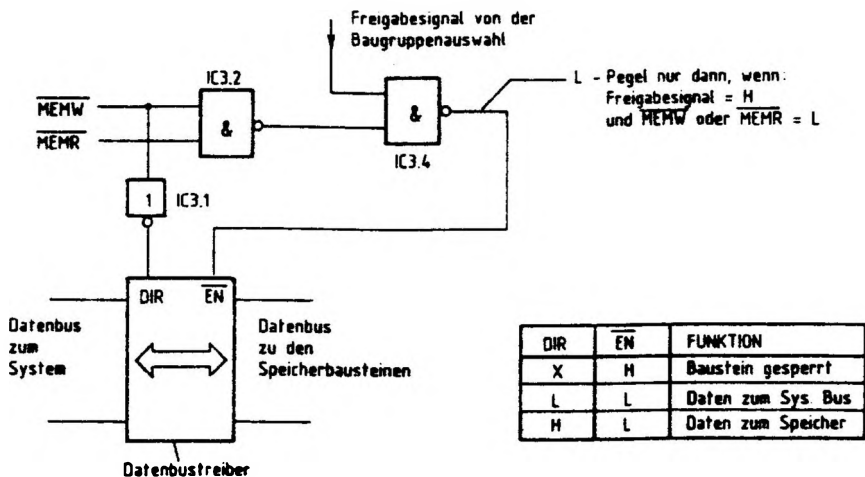 Freigabesignal von der
Baugruppenauswahl
IC3.2
MEMW
&
MEMR
&
L - Pegel nur dann, wenn:
Freigabesignal = H
und MEMW oder MEMR = L
IC3.4
1
IC3.1
DIR
EN
Datenbus
zum
System
Datenbus
zu den
Speicherbausteinen
Datenbustreiber
DIR EN FUNKTION
X H Baustein gesperrt
L L Daten zum Sys. Bus
H L Daten zum Speicher